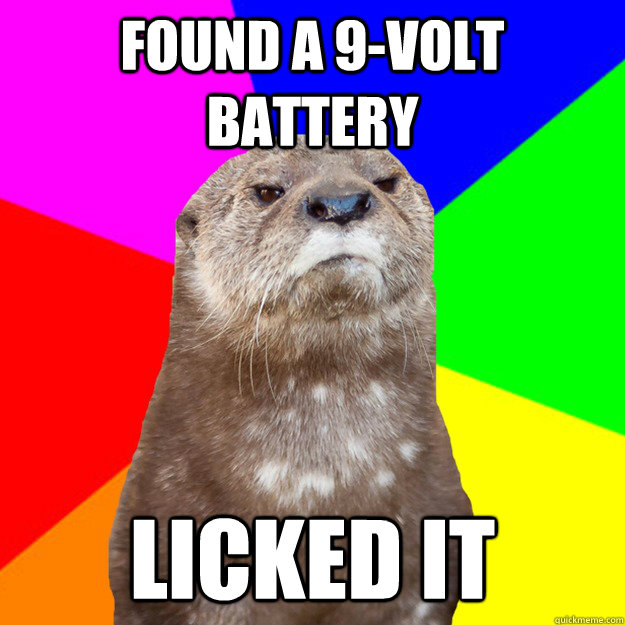 FOUND A 9-VOLT
BATTERY
LICKED IT
quickmeme.com